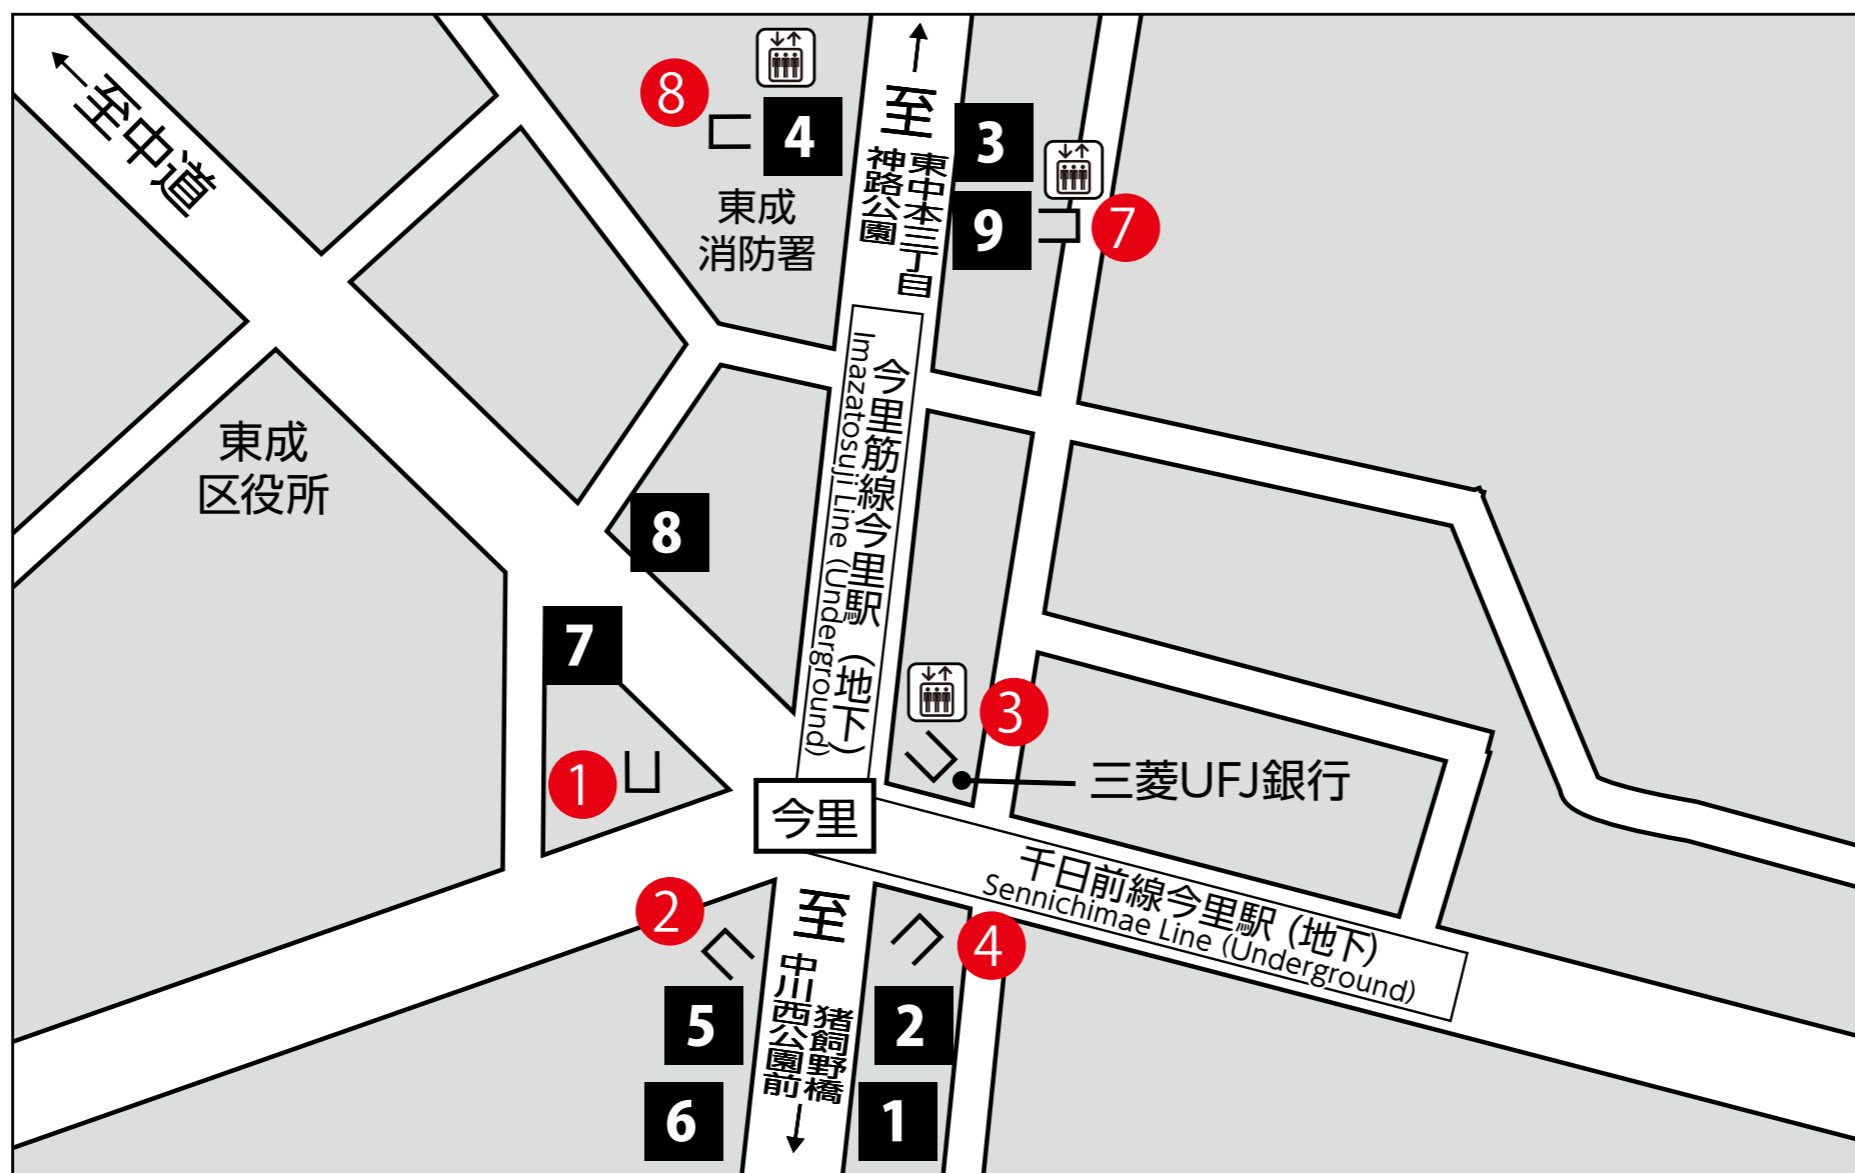 至中道
8
4
東成
消防署
至
東中本三丁目
神路公園
3
9
7
東成
区役所
8
7
1
今里筋線今里駅(地下)
Imazatosuji Line (Underground)
3
三菱UFJ銀行
今里
千日前線今里駅(地下)
Sennichimae Line (Underground)
2
5
6
至
猪飼野橋
中川西公園前
4
2
1